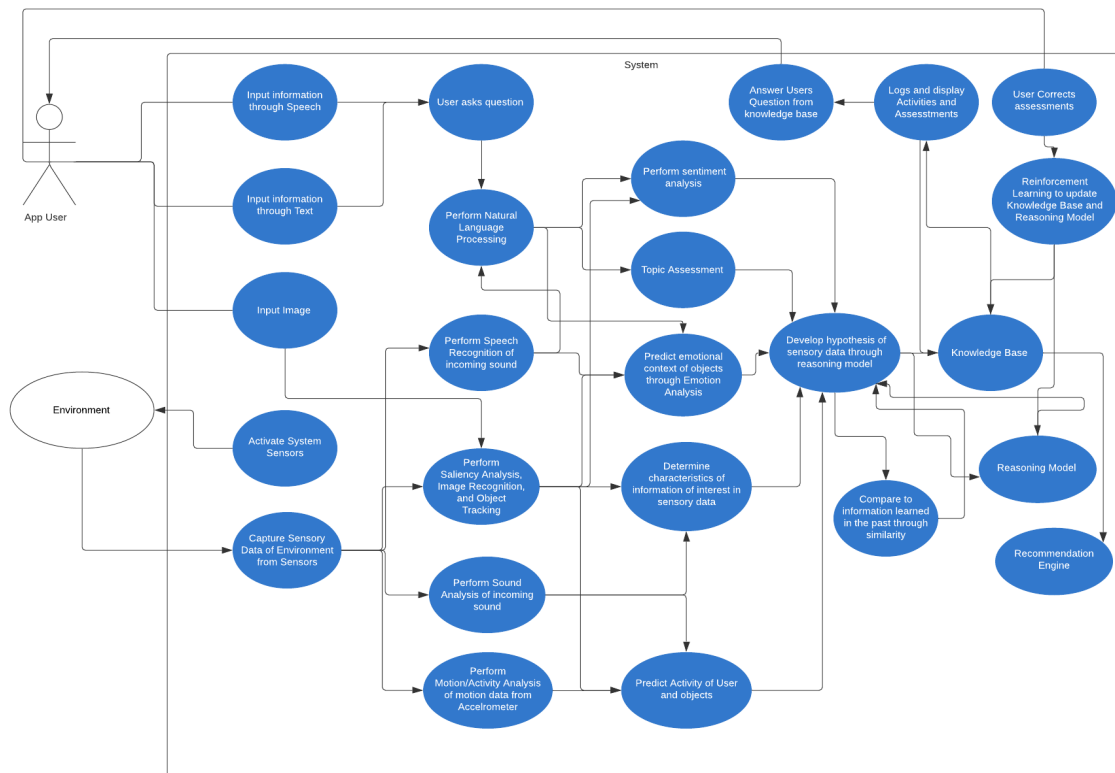 System
Input information
through Speech
User asks question
Answer Users
Question from
knowledge base
Logs and display
Activities and
Assesstments
User Corrects
assessments
App User
Input information
through Text
Perform Natural
Language
Processing
Perform sentiment
analysis
Reinforcement
Learning to update
Knowledge Base and
Reasoning Model
Topic Assessment
Input Image
Perform Speech
Recognition of
incoming sound
Predict emotional
context of objects
through Emotion
Analysis
Develop hypothesis of
sensory data through
reasoning model
Knowledge Base
Environment
Activate System
Sensors
Perform
Saliency Analysis,
Image Recognition,
and Object
Tracking
Determine
characteristics of
information of interest in
sensory data
Reasoning Model
Compare to
information learned
in the past through
similarity
Capture Sensory
Data of Environment
from Sensors
Recommendation
Engine
Perform Sound
Analysis of incoming
sound
Perform
Motion/Activity Analysis
of motion data from
Accelrometer
Predict Activity of User
and objects